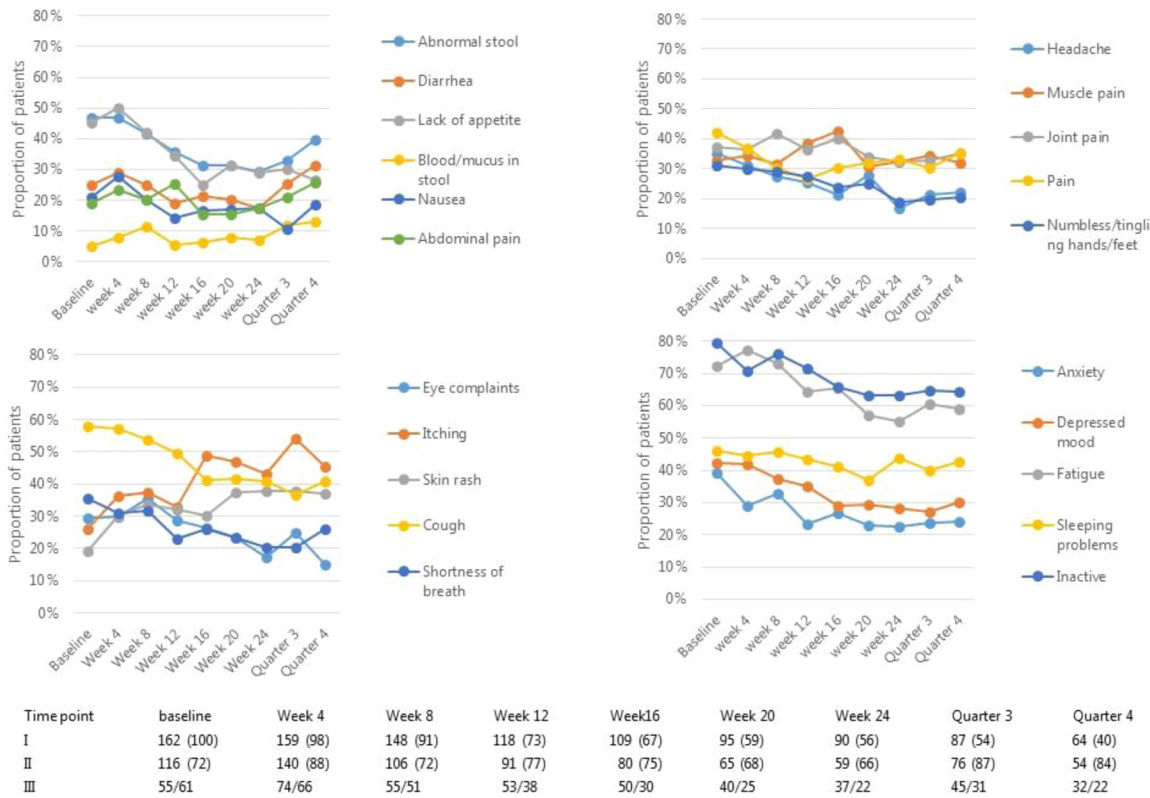 80 %
70 %
60 %
50 %
40 %
30 %
20 %
10 %
0 %
Proportion of patients
Baseline
week 4
week 8
week 12
week 16
week 20
week 24
Quarter 3
Quarter 4
Abnormal stool
Diarrhea
Lack of appetite
Blood/mucus in
stool
Nausea
Abdominal pain
80 %
70 %
60 %
50 %
40 %
30 %
20 %
10 %
0 %
Proportion of patients
Baseline
Week 4
Week 8
Week 12
Week 16
Week 20
Week 24
Quarter 3
Quarter 4
Headache
Muscle pain
Joint pain
Pain
Numbless/tingli
ng hands/feet
80 %
70 %
60 %
50 %
40 %
30 %
20 %
10 %
0 %
Proportion of patients
Baseline
Week 4
Week 8
Week 12
Week 16
Week 20
Week 24
Quarter 3
Quarter 4
Eye complaints
Itching
Skin rash
Cough
Shortness of
breath
80 %
70 %
60 %
50 %
40 %
30 %
20 %
10 %
0 %
Proportion of patients
Baseline
week 4
week 8
week 12
week 16
week 20
week 24
Quarter 3
Quarter 4
Anxiety
Depressed
mood
Fatigue
Sleeping
problems
Inactive
Time point baseline Week 4 Week 8 Week 12 Week16 Week 20 Week 24 Quarter 3 Quarter 4
I 162 (100) 159 (98) 148 (91) 118 (73) 109 (67) 95 (59) 90 (56) 87 (54) 64 (40)
II 116 (72) 140 (88) 106 (72) 91 (77) 80 (75) 65 (68) 59 (66) 76 (87) 54 (84)
III 55/61 74/66 55/51 53/38 50/30 40/25 37/22 45/31 32/22